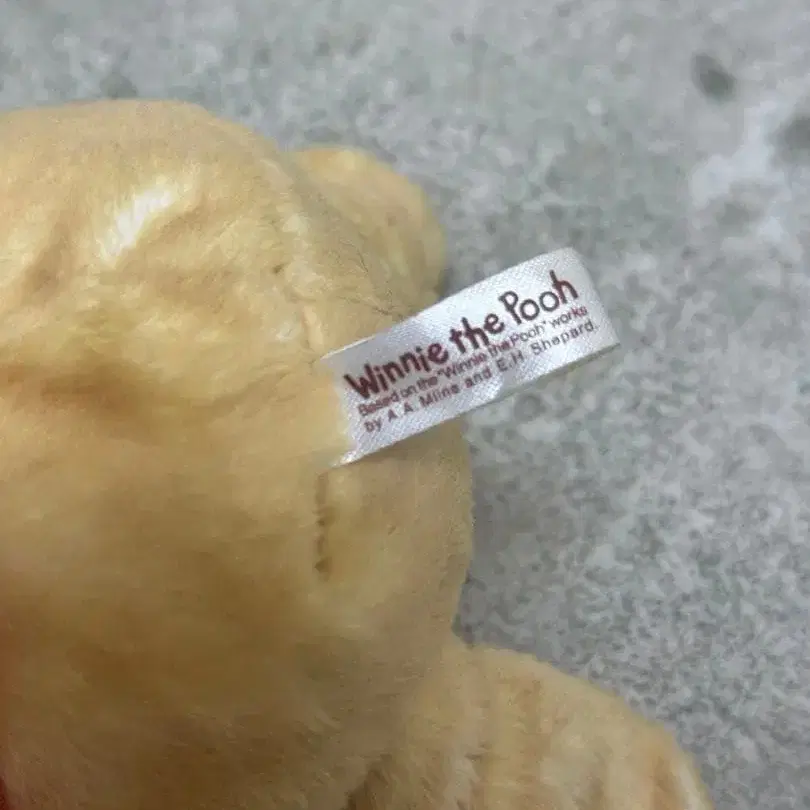 Winnie the Pooh
Based on the "Winnie the Pooh" works
by A.A. Milne and E.H. Shepard.